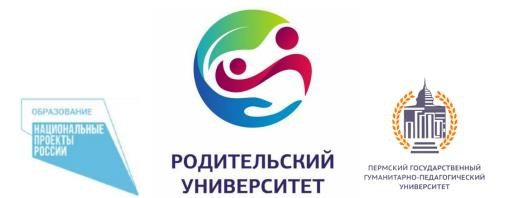 ОБРАЗОВАНИЕ
НАЦИОНАЛЬНЫЕ
ПРОЕКТЫ
РОССИИ
РОДИТЕЛЬСКИЙ
УНИВЕРСИТЕТ
ПЕРМСКИЙ ГОСУДАРСТВЕННЫЙ
ГУМАНИТАРНО-ПЕДАГОГИЧЕСКИЙ
УНИВЕРСИТЕТ